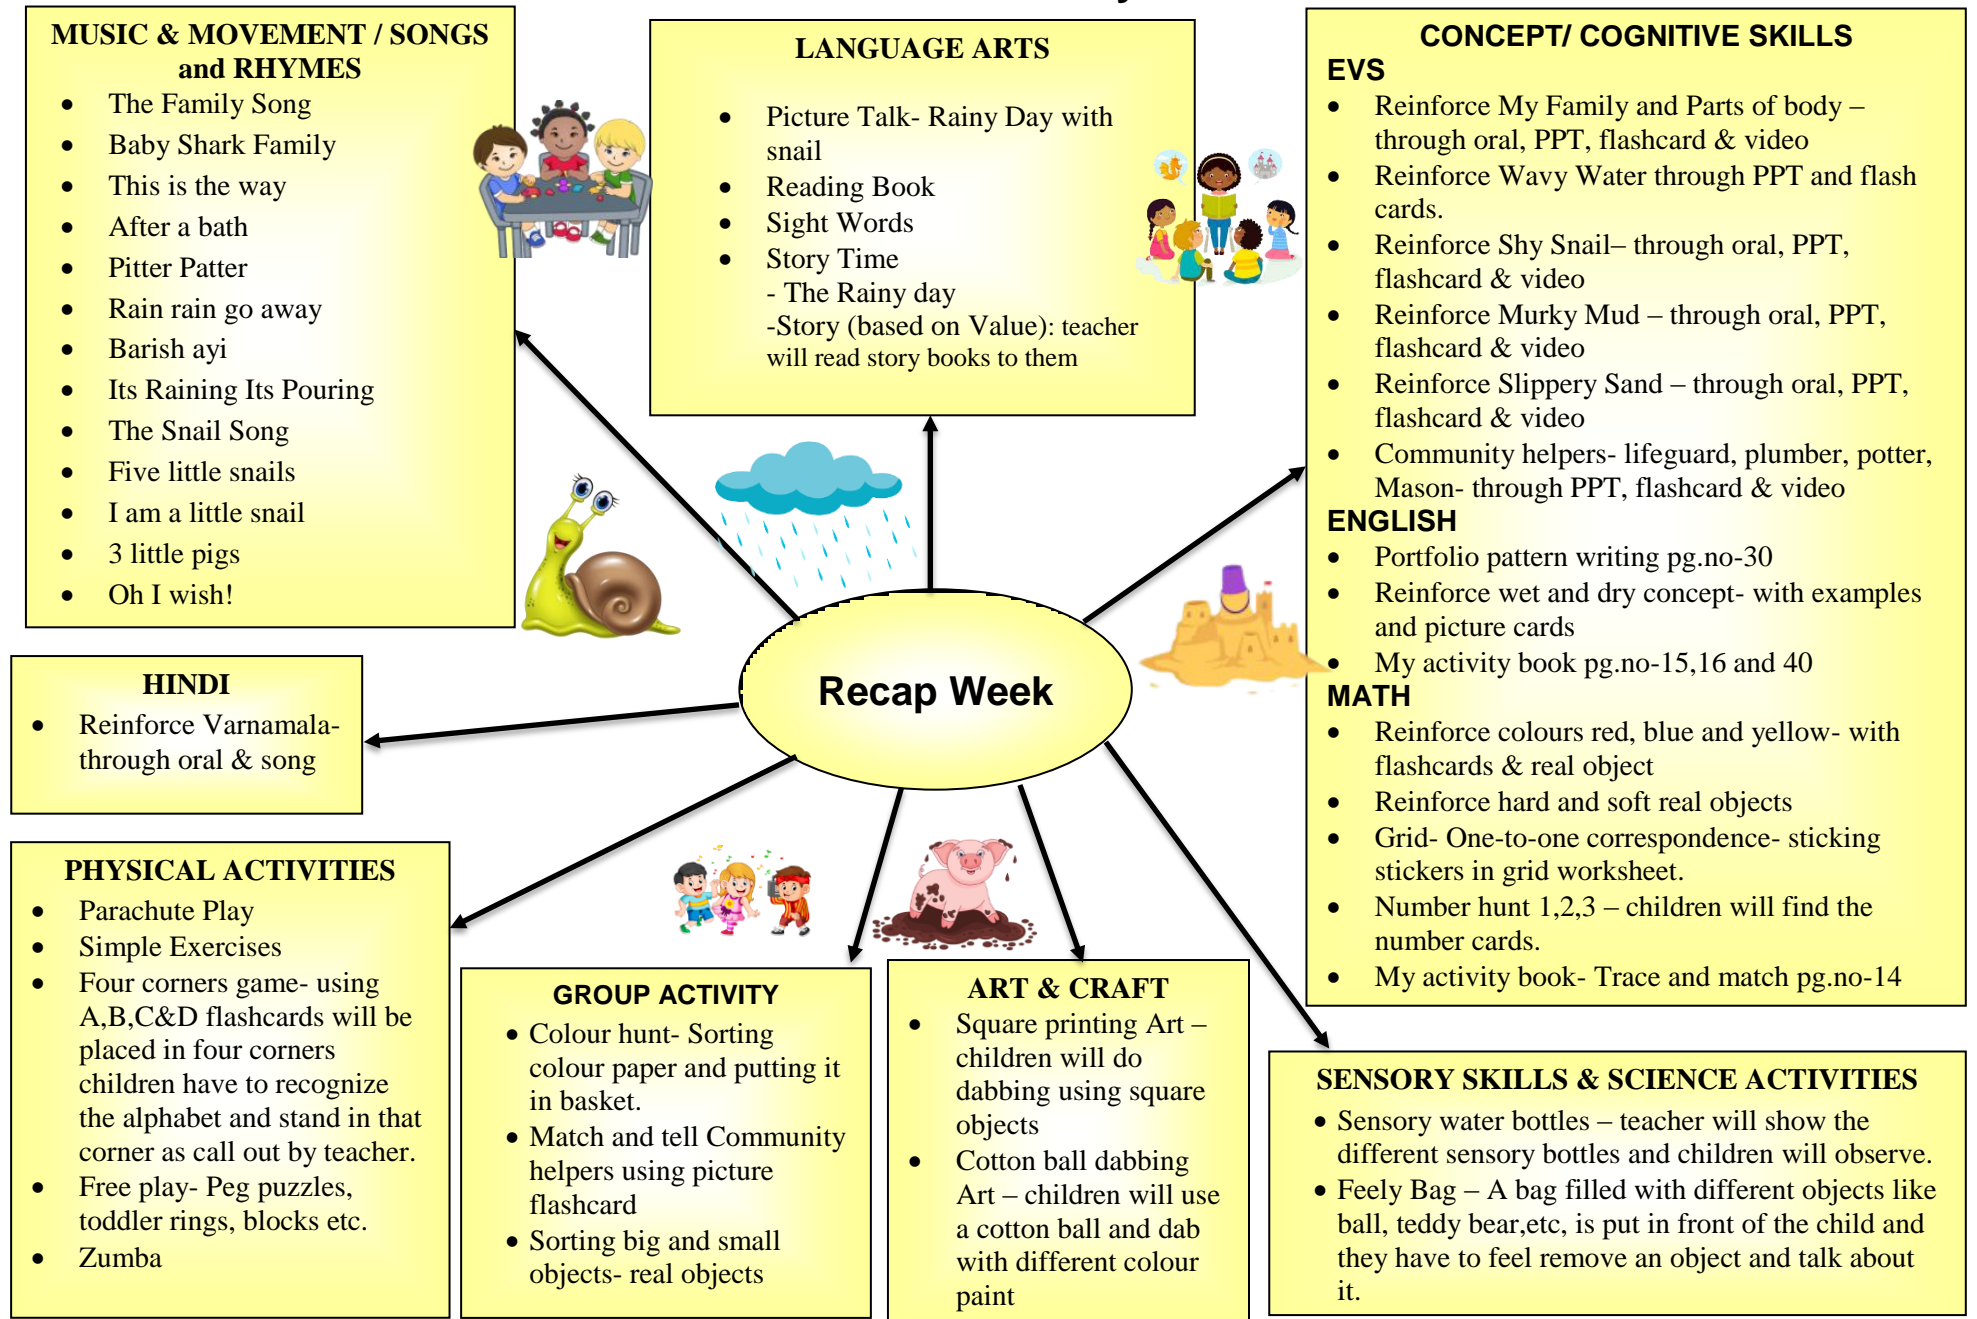 MUSIC & MOVEMENT / SONGS
and RHYMES
• The Family Song
• Baby Shark Family
• This is the way
• After a bath
• Pitter Patter
• Rain rain go away
• Barish ayi
• Its Raining Its Pouring
• The Snail Song
• Five little snails
• I am a little snail
• 3 little pigs
• Oh I wish!
LANGUAGE ARTS
• Picture Talk- Rainy Day with
snail
• Reading Book
• Sight Words
• Story Time
- The Rainy day
-Story (based on Value): teacher
will read story books to them
CONCEPT/ COGNITIVE SKILLS
EVS
• Reinforce My Family and Parts of body –
through oral, PPT, flashcard & video
• Reinforce Wavy Water through PPT and flash
cards.
• Reinforce Shy Snail– through oral, PPT,
flashcard & video
• Reinforce Murky Mud – through oral, PPT,
flashcard & video
• Reinforce Slippery Sand – through oral, PPT,
flashcard & video
• Community helpers- lifeguard, plumber, potter,
Mason- through PPT, flashcard & video
ENGLISH
• Portfolio pattern writing pg.no-30
• Reinforce wet and dry concept- with examples
and picture cards
• My activity book pg.no-15,16 and 40
MATH
• Reinforce colours red, blue and yellow- with
flashcards & real object
• Reinforce hard and soft real objects
• Grid- One-to-one correspondence- sticking
stickers in grid worksheet.
• Number hunt 1,2,3 – children will find the
number cards.
• My activity book- Trace and match pg.no-14
Recap Week
HINDI
• Reinforce Varnamala-
through oral & song
PHYSICAL ACTIVITIES
• Parachute Play
• Simple Exercises
• Four corners game- using
A,B,C&D flashcards will be
placed in four corners
children have to recognize
the alphabet and stand in that
corner as call out by teacher.
• Free play- Peg puzzles,
toddler rings, blocks etc.
• Zumba
GROUP ACTIVITY
• Colour hunt- Sorting
colour paper and putting it
in basket.
• Match and tell Community
helpers using picture
flashcard
• Sorting big and small
objects- real objects
ART & CRAFT
• Square printing Art –
children will do
dabbing using square
objects
• Cotton ball dabbing
Art – children will use
a cotton ball and dab
with different colour
paint
SENSORY SKILLS & SCIENCE ACTIVITIES
• Sensory water bottles – teacher will show the
different sensory bottles and children will observe.
• Feely Bag – A bag filled with different objects like
ball, teddy bear,etc, is put in front of the child and
they have to feel remove an object and talk about
it.